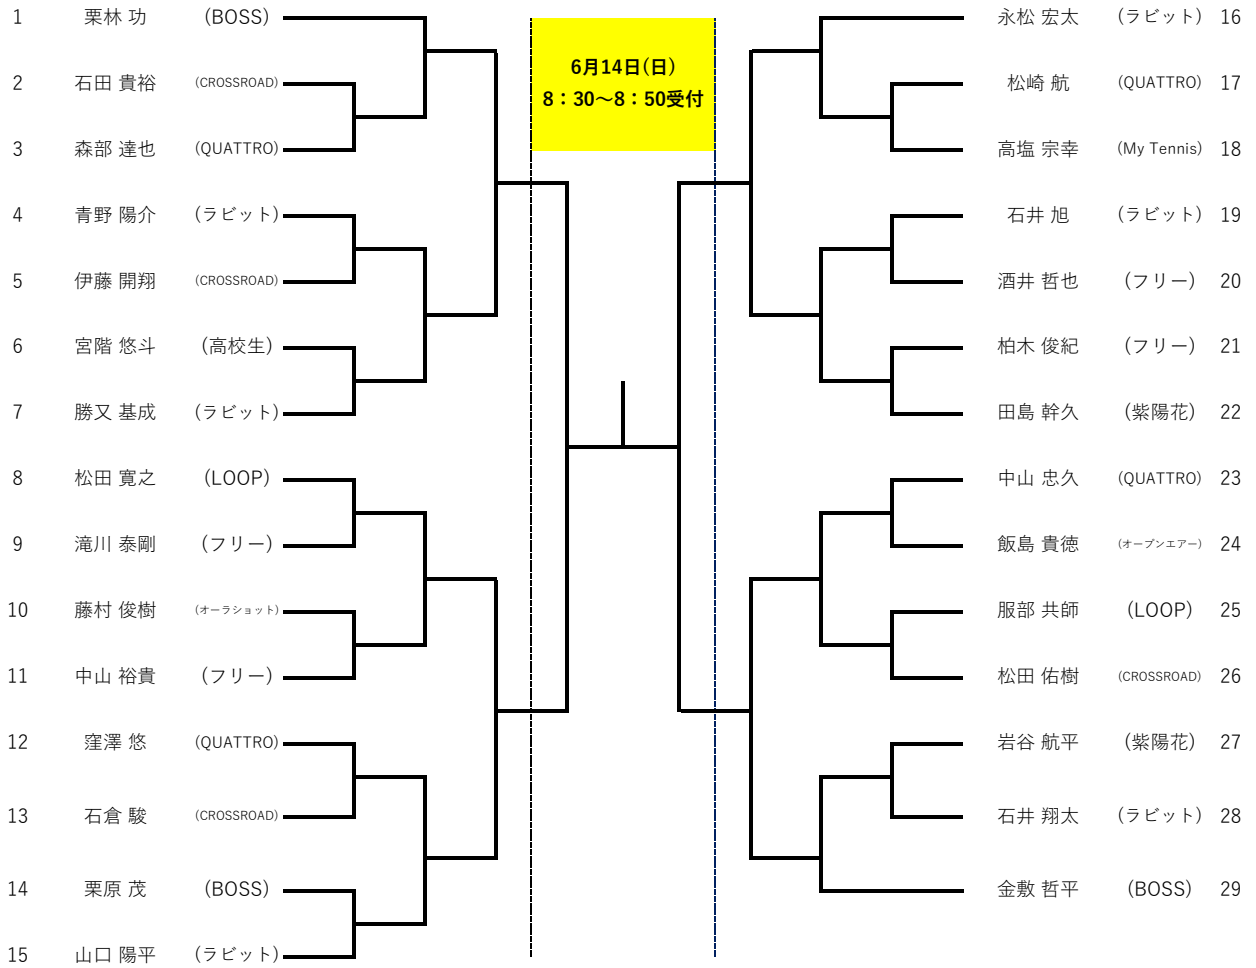 1 栗林 功 (BOSS)
2 石田 貴裕 (CROSSROAD)
3 森部 達也 (QUATTRO)
4 青野 陽介 (ラビット)
5 伊藤 開翔 (CROSSROAD)
6 宮階 悠斗 (高校生)
7 勝又 基成 (ラビット)
8 松田 寛之 (LOOP)
9 滝川 泰剛 (フリー)
10 藤村 俊樹 (オーラショット)
11 中山 裕貴 (フリー)
12 窪澤 悠 (QUATTRO)
13 石倉 駿 (CROSSROAD)
14 栗原 茂 (BOSS)
15 山口 陽平 (ラビット)
6月14日(日)
8：30～8：50受付
永松 宏太 (ラビット) 16
松崎 航 (QUATTRO) 17
高塩 宗幸 (My Tennis) 18
石井 旭 (ラビット) 19
酒井 哲也 (フリー) 20
柏木 俊紀 (フリー) 21
田島 幹久 (紫陽花) 22
中山 忠久 (QUATTRO) 23
飯島 貴徳 (オープンエアー) 24
服部 共師 (LOOP) 25
松田 佑樹 (CROSSROAD) 26
岩谷 航平 (紫陽花) 27
石井 翔太 (ラビット) 28
金敷 哲平 (BOSS) 29